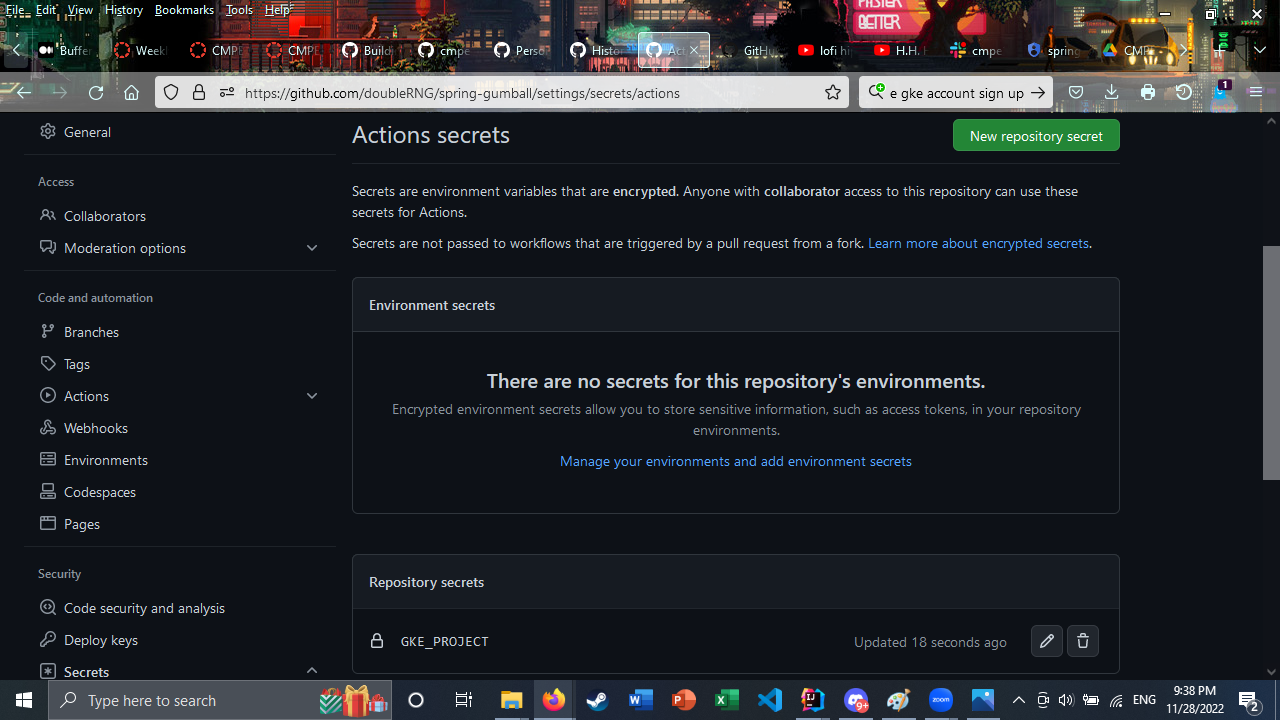 File Edit View History Bookmarks Tools Help
FASTER
BETTER
Buffer
Week
CMPE
CMPE
Build
cmpe
Perso
Histor
Ac
GitHu
lofi hi
H.H.
cmpe
spring
CMP
https://github.com/doubleRNG/spring-gumball/settings/secrets/actions
e gke account sign up
1
General
Access
Collaborators
Moderation options
Code and automation
Branches
Tags
Actions
Webhooks
Environments
Codespaces
Pages
Security
Code security and analysis
Deploy keys
Secrets
Actions secrets
New repository secret
Secrets are environment variables that are encrypted. Anyone with collaborator access to this repository can use these
secrets for Actions.
Secrets are not passed to workflows that are triggered by a pull request from a fork. Learn more about encrypted secrets.
Environment secrets
There are no secrets for this repository's environments.
Encrypted environment secrets allow you to store sensitive information, such as access tokens, in your repository
environments.
Manage your environments and add environment secrets
Repository secrets
GKE_PROJECT
Updated 18 seconds ago
Type here to search
9+
zoom
ENG
9:38 PM
11/28/2022
2